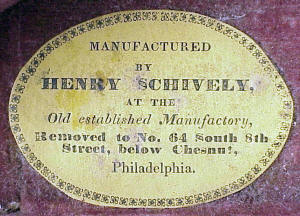 MANUFACTURED
BY
HENRY SCHIVELY,
AT THE
Old established Manufactory,
Removed to No. 64 South 8th
Street, below Chesnut,
Philadelphia.